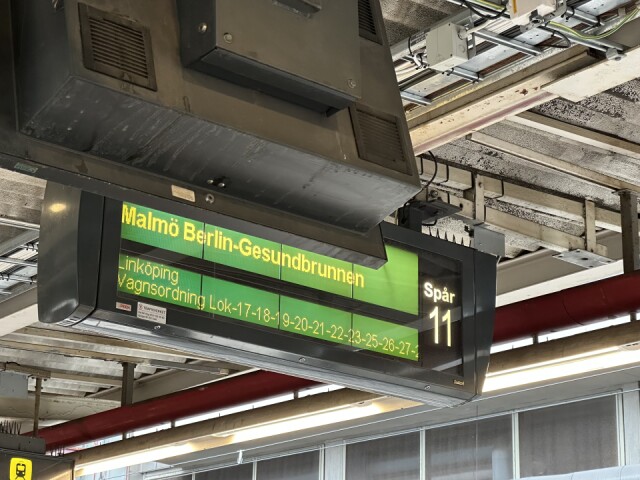 Malmö Berlin-Gesundbrunnen
Linköping
Vagnsordning Lok-17-18-19-20-21-22-23-25-26-27-
Spår
11